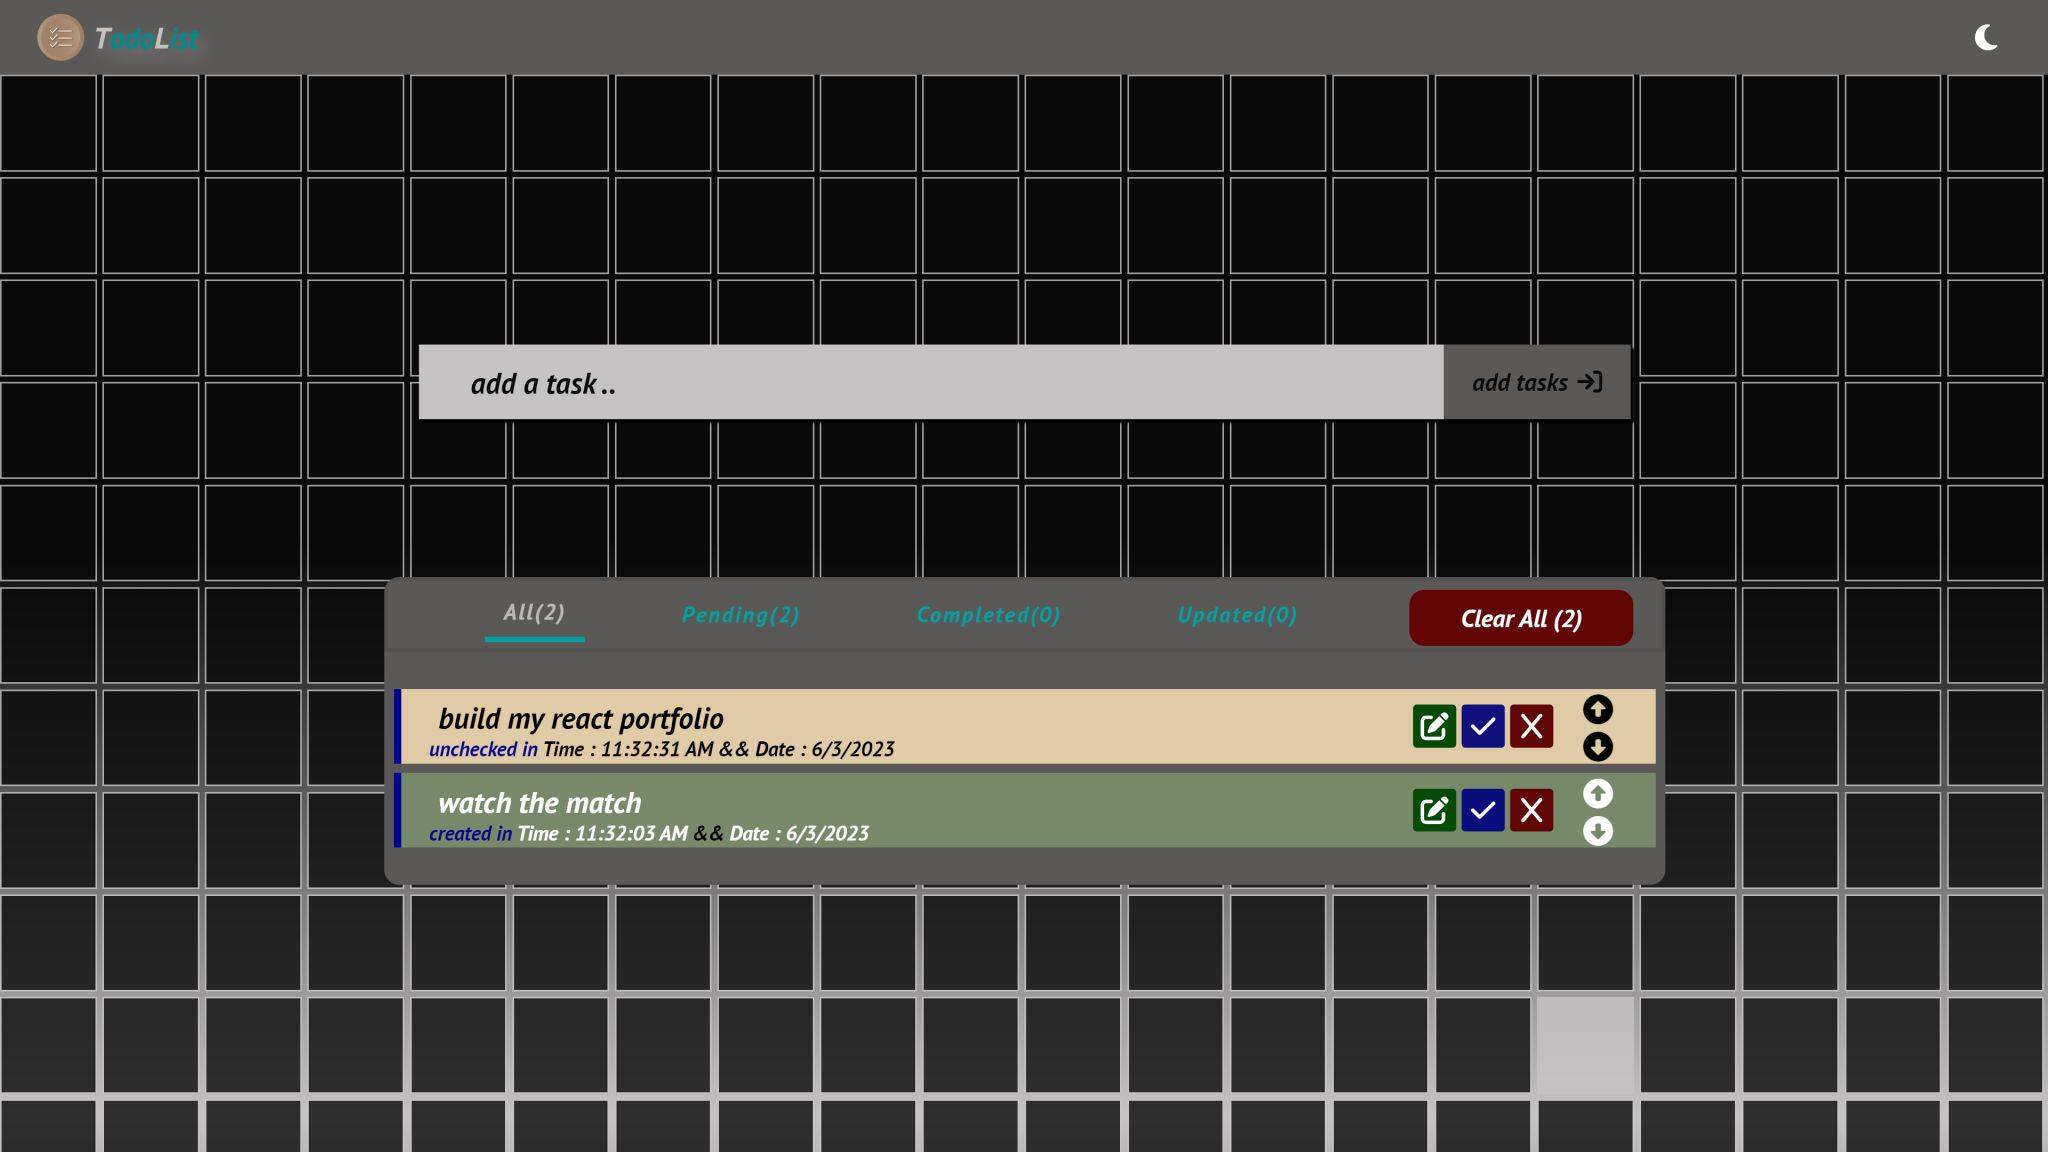 TodoList
add a task ..
add tasks
All(2) Pending(2) Completed(0) Updated(0) Clear All (2)
build my react portfolio
unchecked in Time : 11:32:31 AM && Date : 6/3/2023
watch the match
created in Time : 11:32:03 AM && Date : 6/3/2023